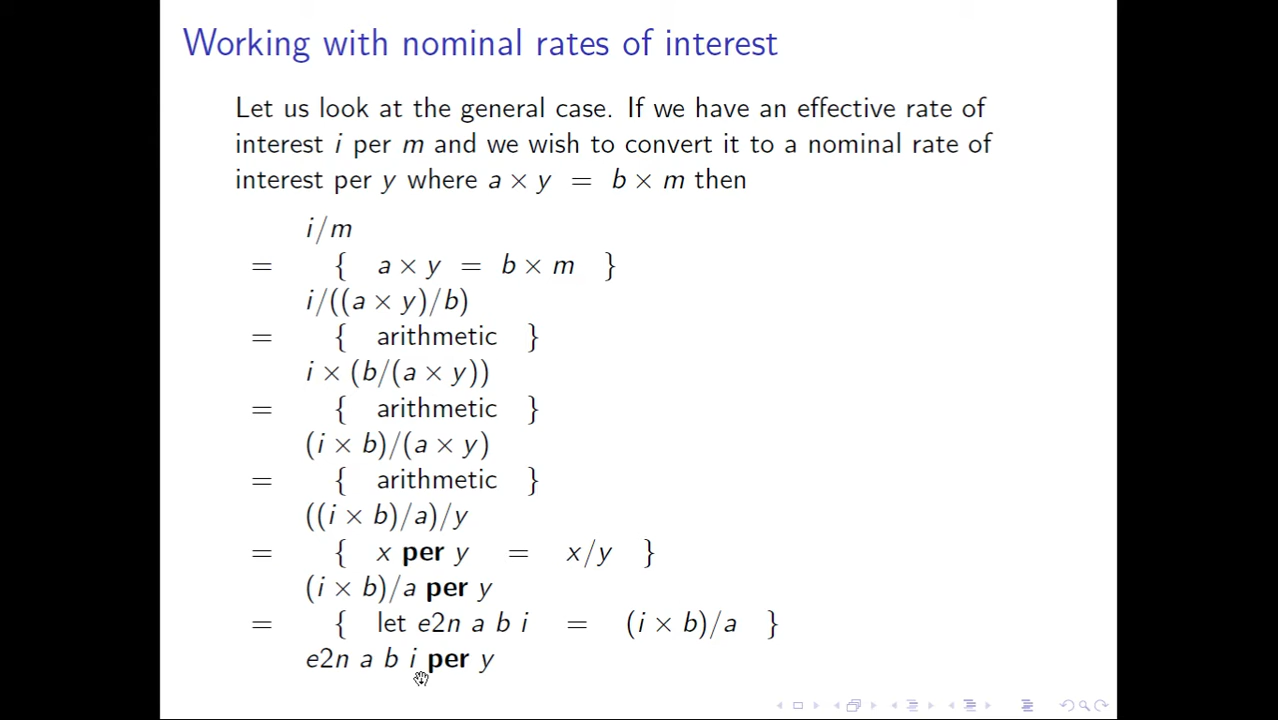 Working with nominal rates of interest
Let us look at the general case. If we have an effective rate of
interest i per m and we wish to convert it to a nominal rate of
interest per y where a × y = b × m then
i/m
= { a × y = b × m }
i/((a × y)/b)
= { arithmetic }
i × (b/(a × y))
= { arithmetic }
(i × b)/(a × y)
= { arithmetic }
((i × b)/a)/y
= { x per y = x/y }
(i × b)/a per y
= { let e2n a b i = (i × b)/a }
e2n a b i per y